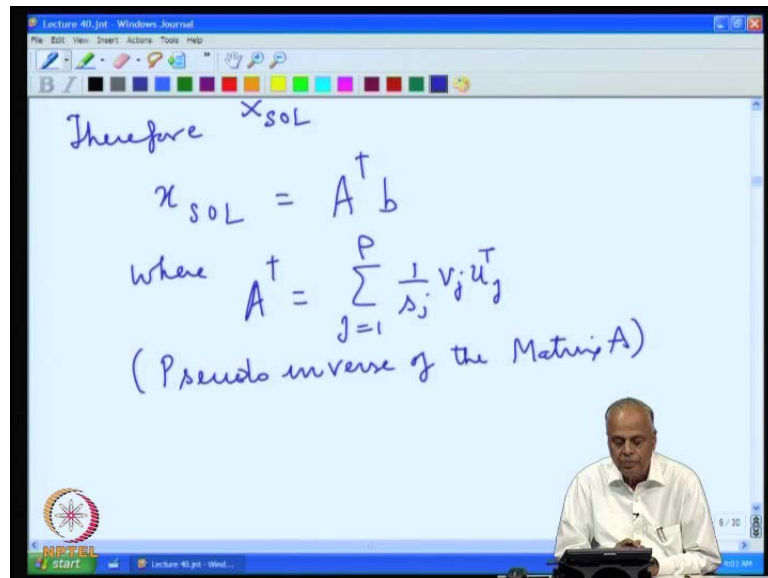 Lecture 40.jnt - Windows Journal
File Edit View Insert Actions Tools Help
B I
Therefore x_SOL
x_SOL = A^† b
where A^† = Σ_{j=1}^{P} 1/s_j v_j u_j^T
(Pseudo inverse of the Matrix A)
6 / 30
NPTEL
start Lecture 40.jnt - Wind...